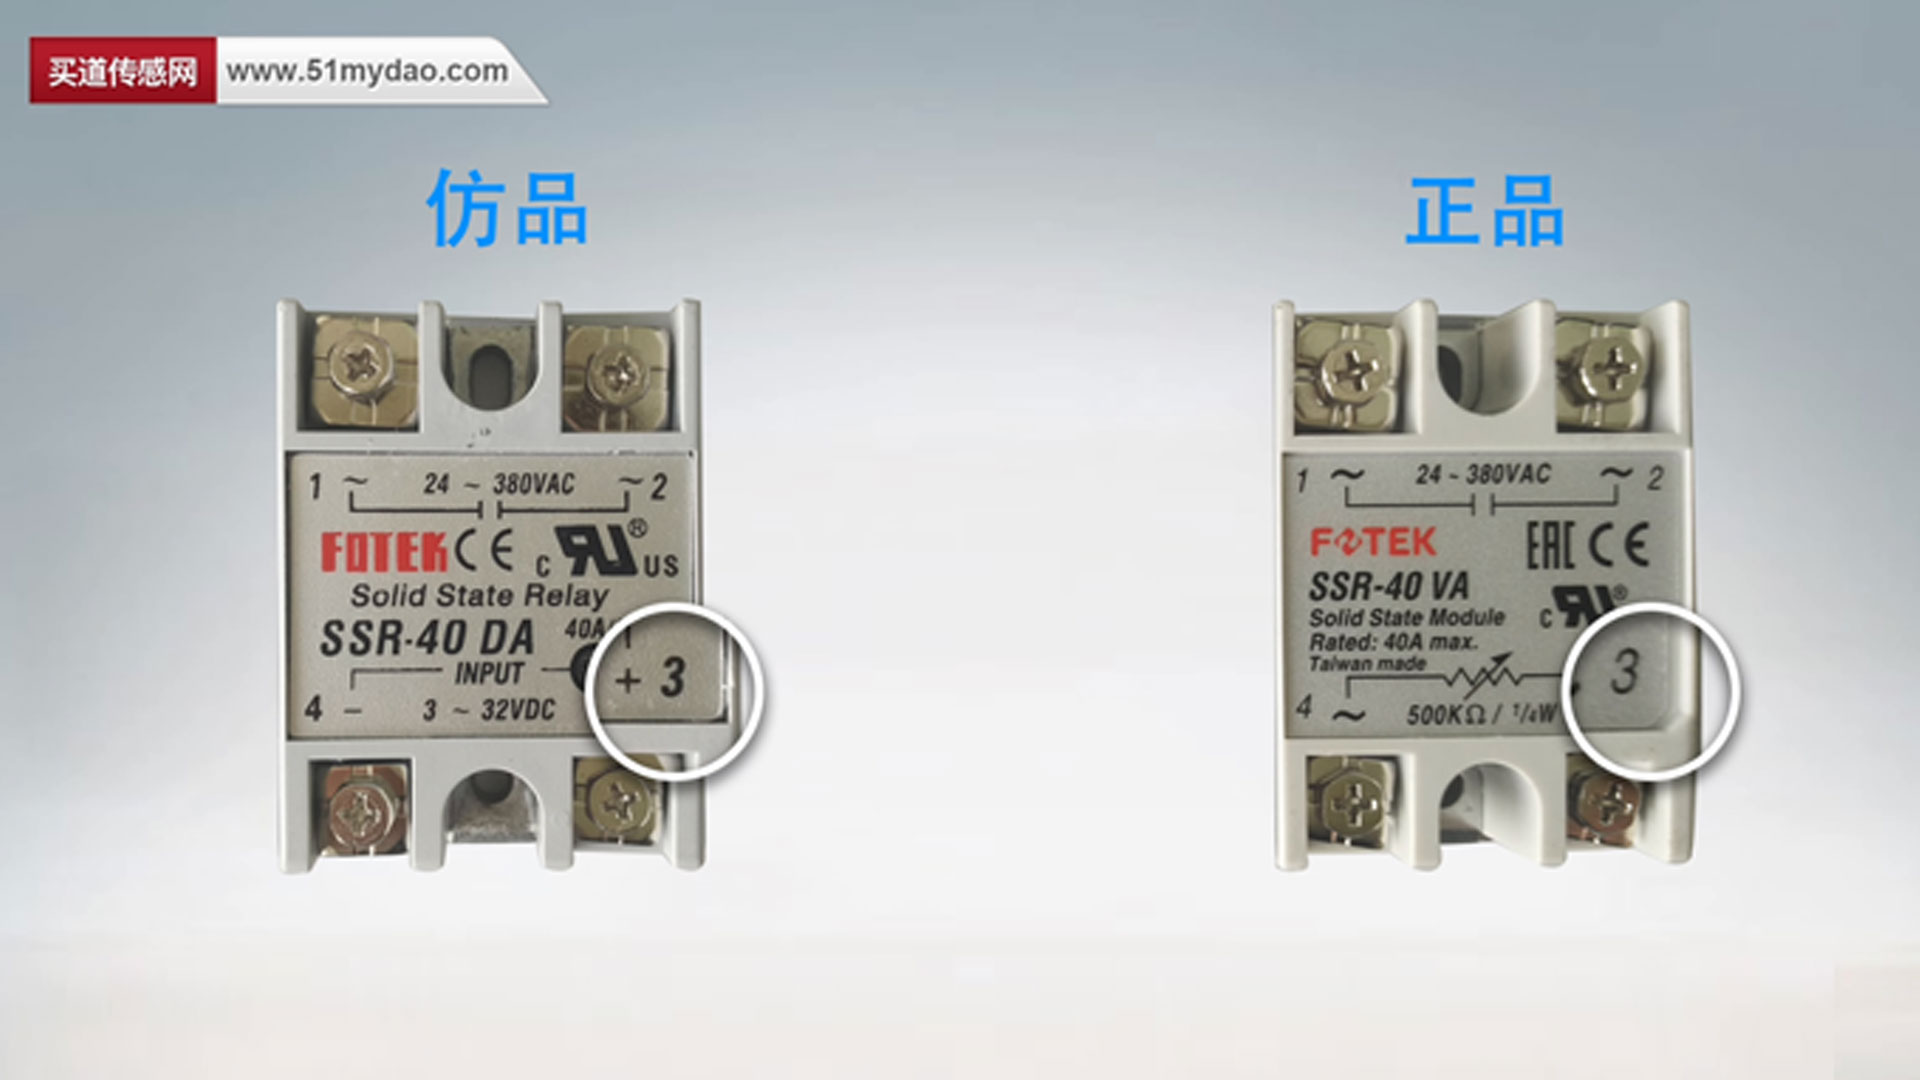 买道传感网 www.51mydao.com
仿品
正品
1 ~ 24 ~ 380VAC ~ 2
FOTEK CE C RU ® US
Solid State Relay
SSR-40 DA 40A
INPUT
+ 3
4 - 3 ~ 32VDC
1 ~ 24 ~ 380VAC ~ 2
FOTEK EAC CE
SSR-40 VA
Solid State Module C RU ®
Rated: 40A max.
Taiwan made
3
4 ~ 500KΩ / 1/4W